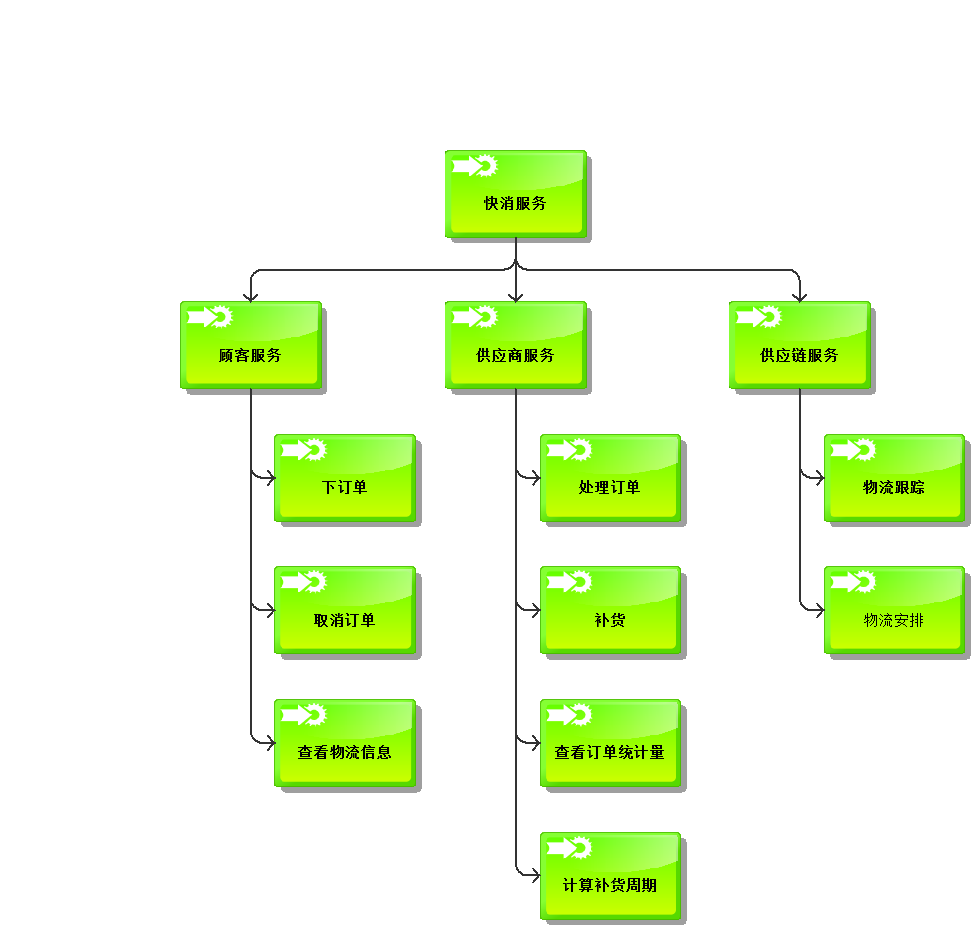 快消服务
顾客服务
供应商服务
供应链服务
下订单
处理订单
物流跟踪
取消订单
补货
物流安排
查看物流信息
查看订单统计量
计算补货周期